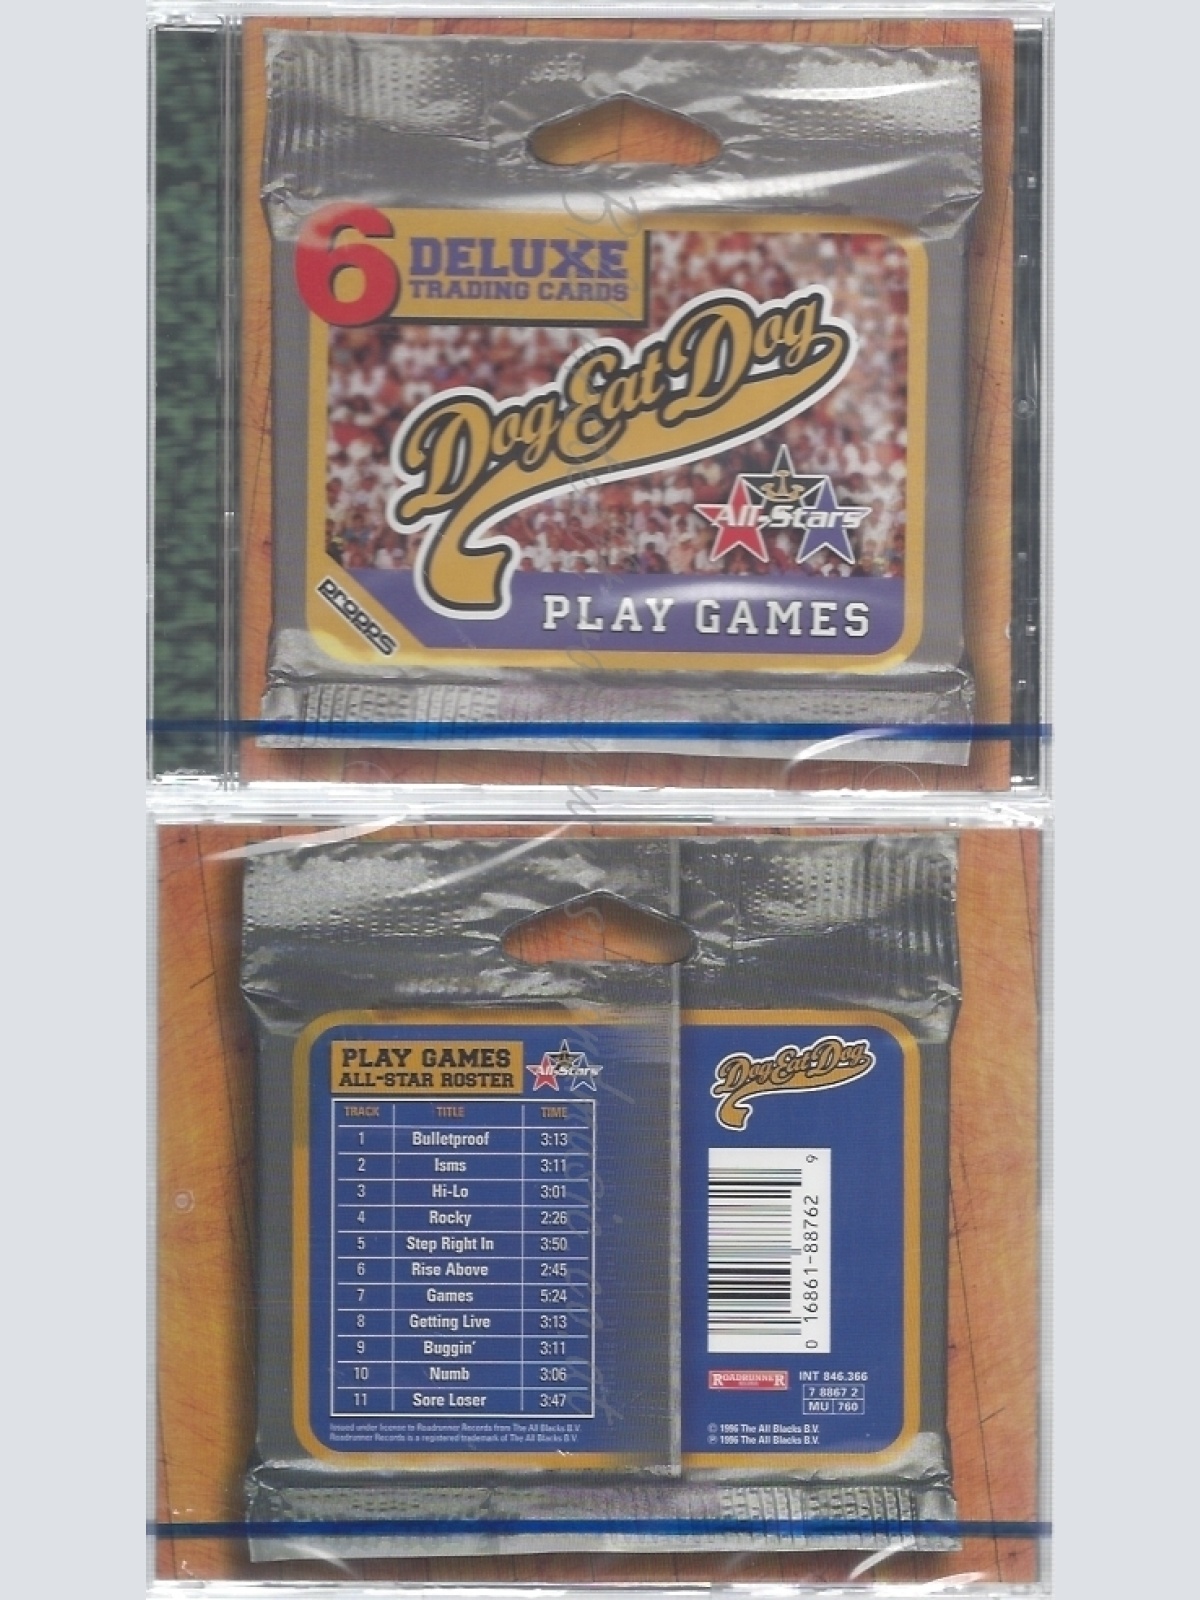 6 DELUXE
TRADING CARDS
Dog Eat Dog
All-Stars
PLAY GAMES
propps
PLAY GAMES
ALL-STAR ROSTER
All-Stars
TRACK TITLE TIME
1 Bulletproof 3:13
2 Isms 3:11
3 Hi-Lo 3:01
4 Rocky 2:26
5 Step Right In 3:50
6 Rise Above 2:45
7 Games 5:24
8 Getting Live 3:13
9 Buggin' 3:11
10 Numb 3:06
11 Sore Loser 3:47
Issued under license to Roadrunner Records from The All Blacks B.V.
Roadrunner Records is a registered trademark of The All Blacks B.V.
Dog Eat Dog
0 16861-88762 9
ROADRUNNER
INT 846.366
7 8867 2
MU 760
© 1996 The All Blacks B.V.
℗ 1996 The All Blacks B.V.